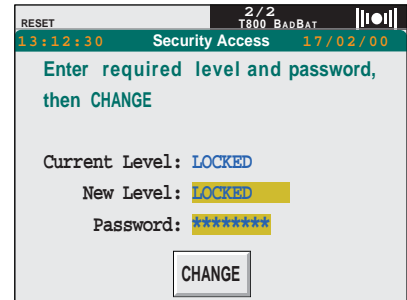 RESET
2/2
T800 BADBAT
13:12:30 Security Access 17/02/00
Enter required level and password,
then CHANGE
Current Level: LOCKED
New Level: LOCKED
Password: ********
CHANGE